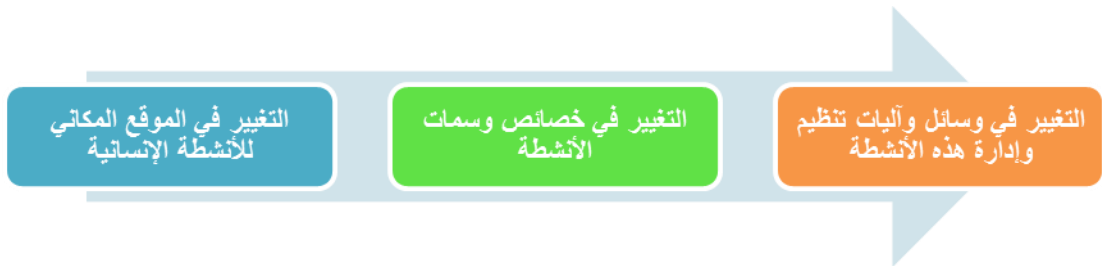 التغيير في الموقع المكاني
للأنشطة الإنسانية
التغيير في خصائص وسمات
الأنشطة
التغيير في وسائل وآليات تنظيم
وإدارة هذه الأنشطة